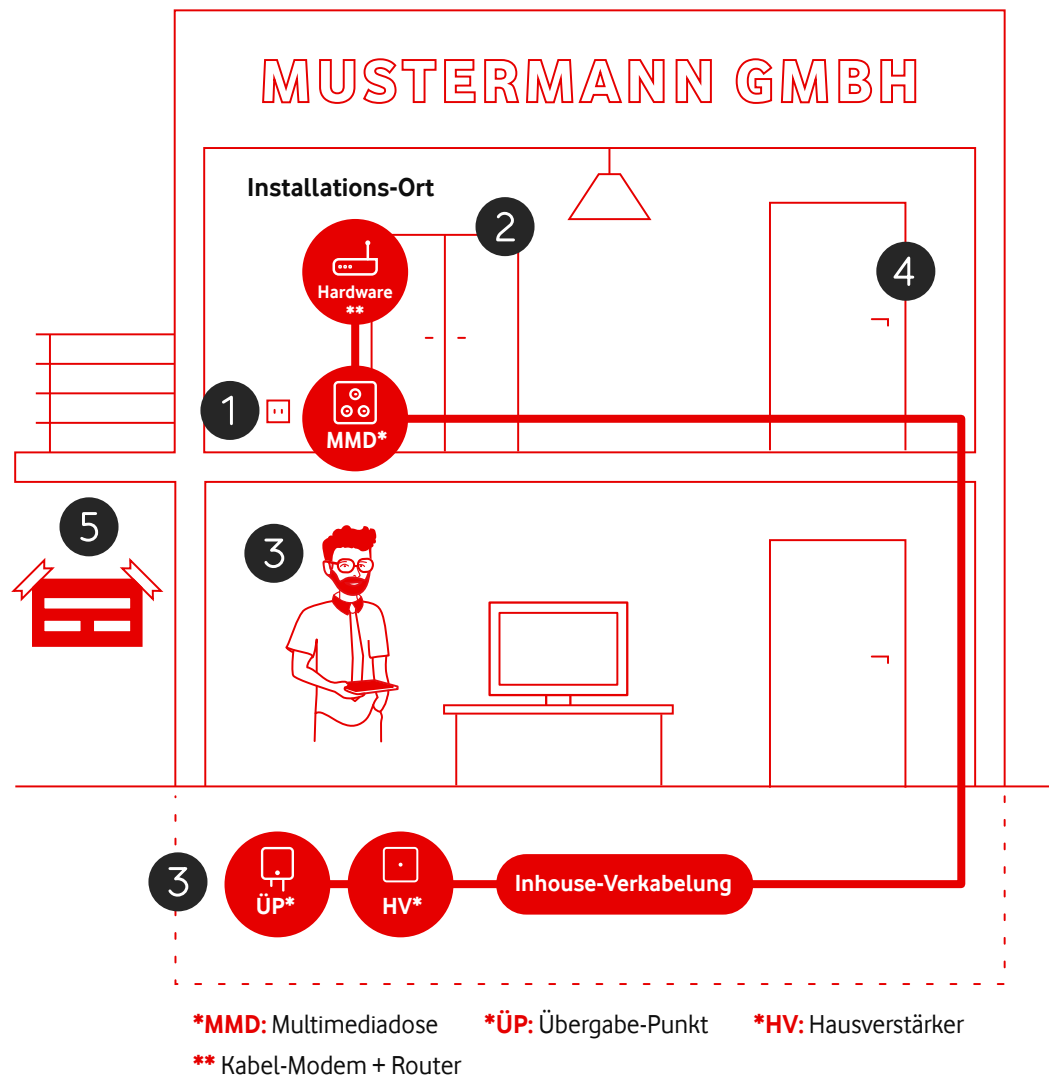 MUSTERMANN GMBH
Installations-Ort
2
Hardware
**
4
1
MMD*
5
3
3
ÜP*
HV*
Inhouse-Verkabelung
*MMD: Multimediadose *ÜP: Übergabe-Punkt *HV: Hausverstärker
** Kabel-Modem + Router